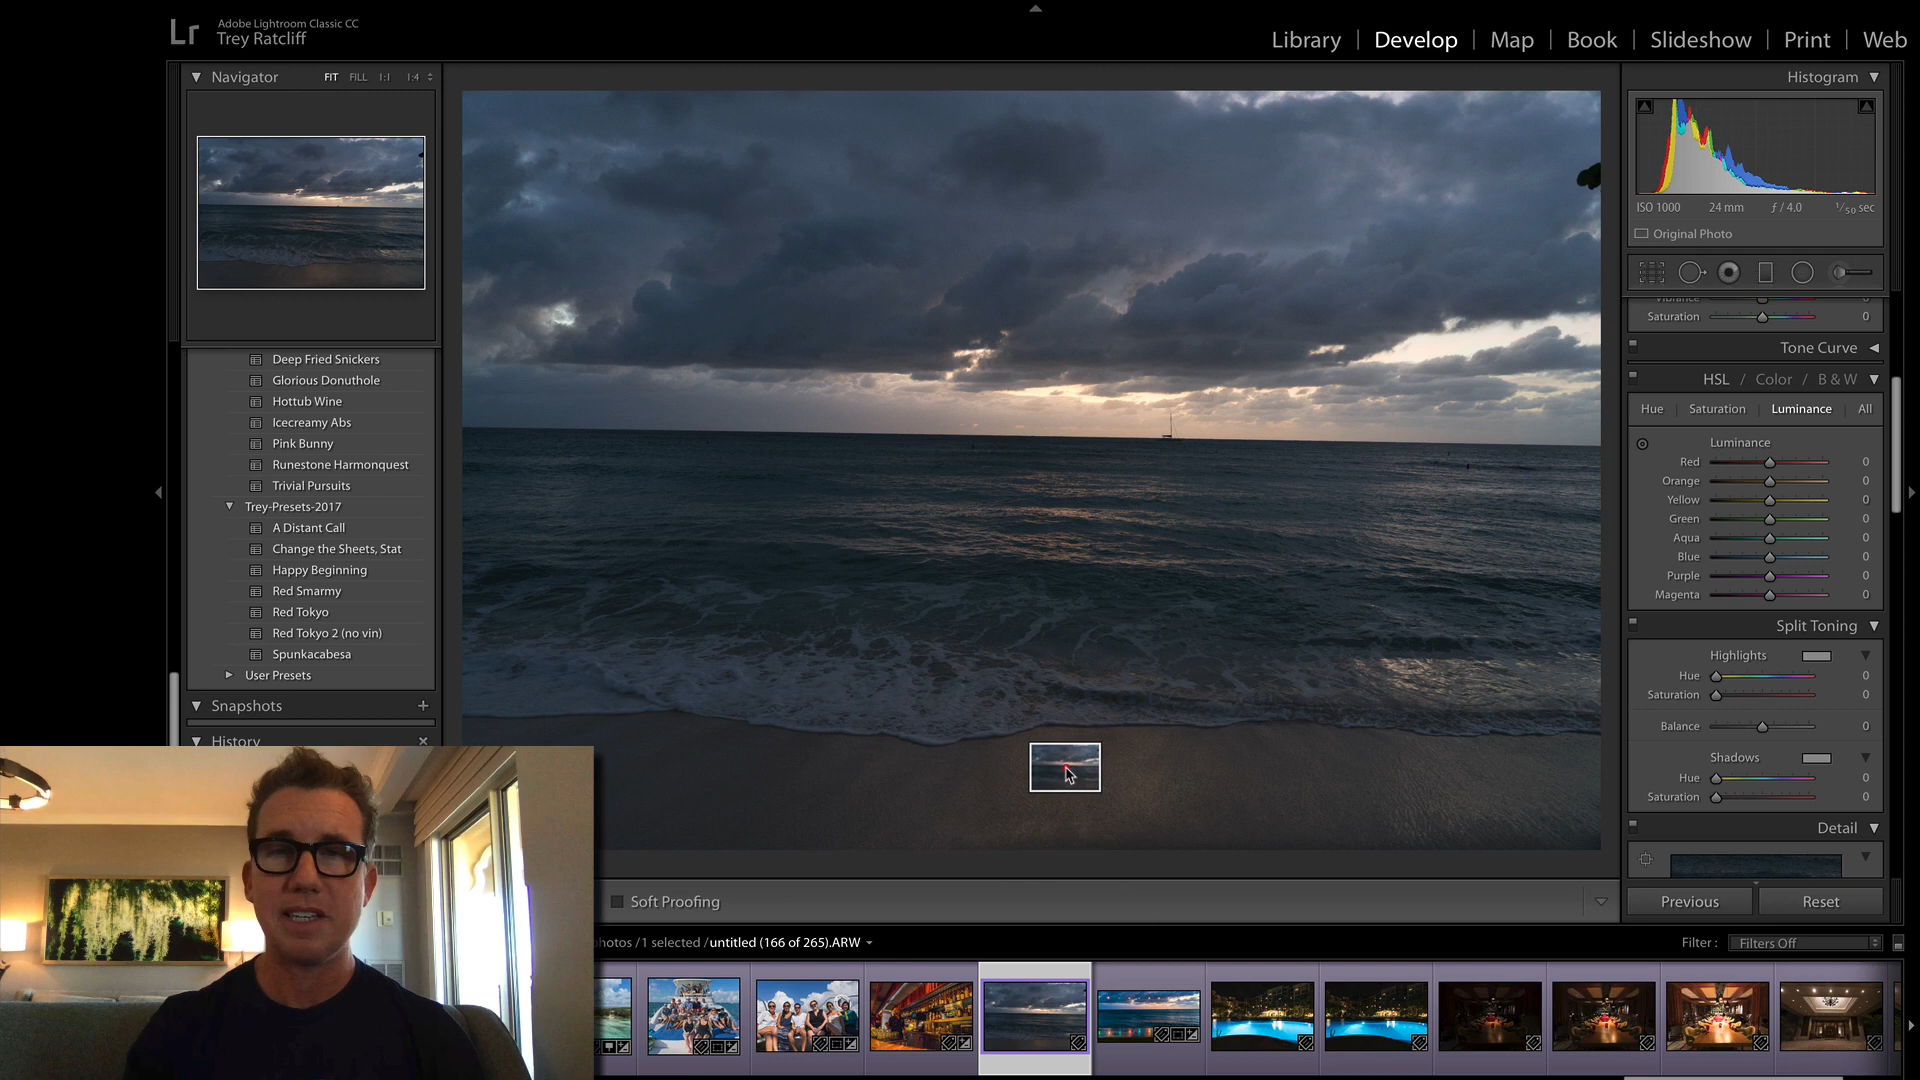 Lr
Adobe Lightroom Classic CC
Trey Ratcliff
Library | Develop | Map | Book | Slideshow | Print | Web
Navigator FIT FILL 1:1 1:4
Histogram
ISO 1000 24 mm ƒ / 4.0 1/50 sec
Original Photo
Vibrance 0
Saturation 0
Tone Curve
HSL / Color / B & W
Hue | Saturation | Luminance | All
Luminance
Red 0
Orange 0
Yellow 0
Green 0
Aqua 0
Blue 0
Purple 0
Magenta 0
Split Toning
Highlights
Hue 0
Saturation 0
Balance 0
Shadows
Hue 0
Saturation 0
Detail
Previous Reset
Deep Fried Snickers
Glorious Donuthole
Hottub Wine
Icecreamy Abs
Pink Bunny
Runestone Harmonquest
Trivial Pursuits
Trey-Presets-2017
A Distant Call
Change the Sheets, Stat
Happy Beginning
Red Smarmy
Red Tokyo
Red Tokyo 2 (no vin)
Spunkacabesa
User Presets
Snapshots +
History ×
Soft Proofing
photos / 1 selected / untitled (166 of 265).ARW
Filter : Filters Off